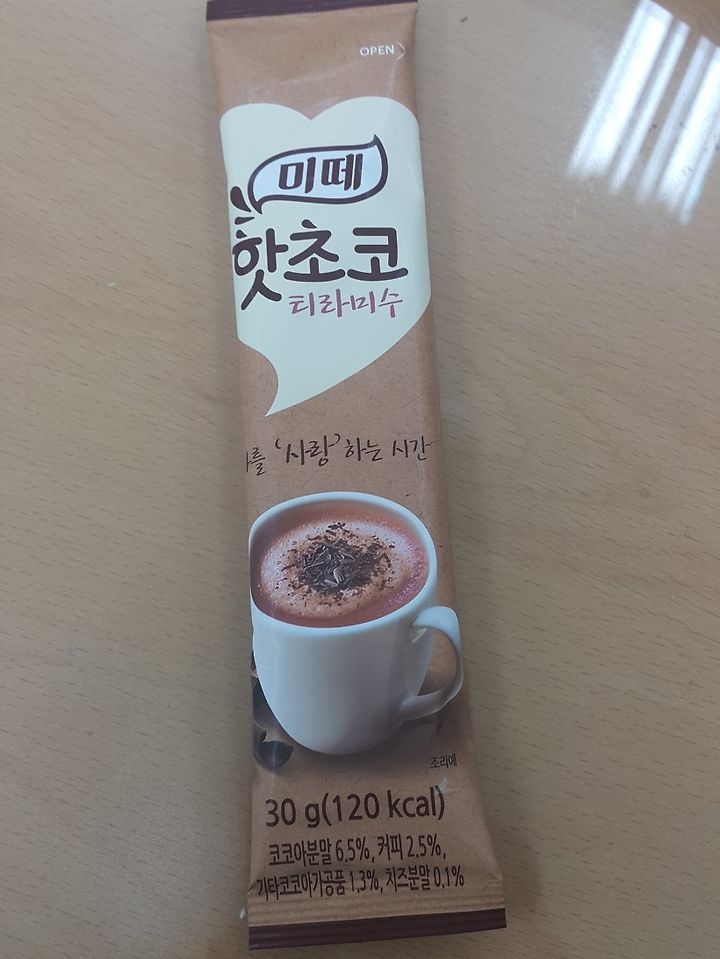 OPEN
미떼
핫초코
티라미수
를 '사랑'하는 시간
조리예
30 g(120 kcal)
코코아분말 6.5%, 커피 2.5%,
기타코코아가공품 1.3%, 치즈분말 0.1%